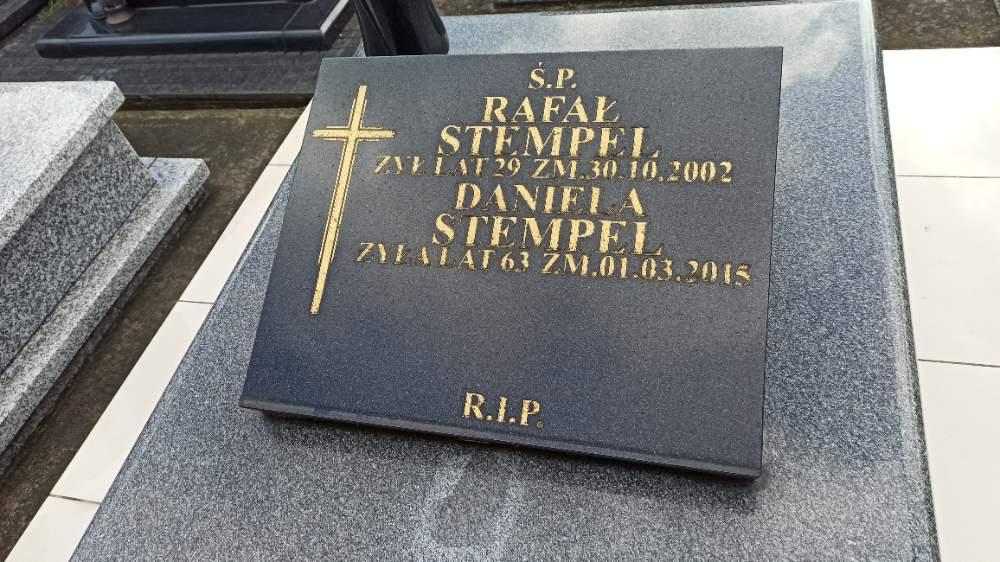 Ś.P.
RAFAŁ
STEMPEL
ŻYŁ LAT 29 ZM.30.10.2002
DANIELA
STEMPEL
ŻYŁA LAT 63 ZM.01.03.2015
R.I.P.